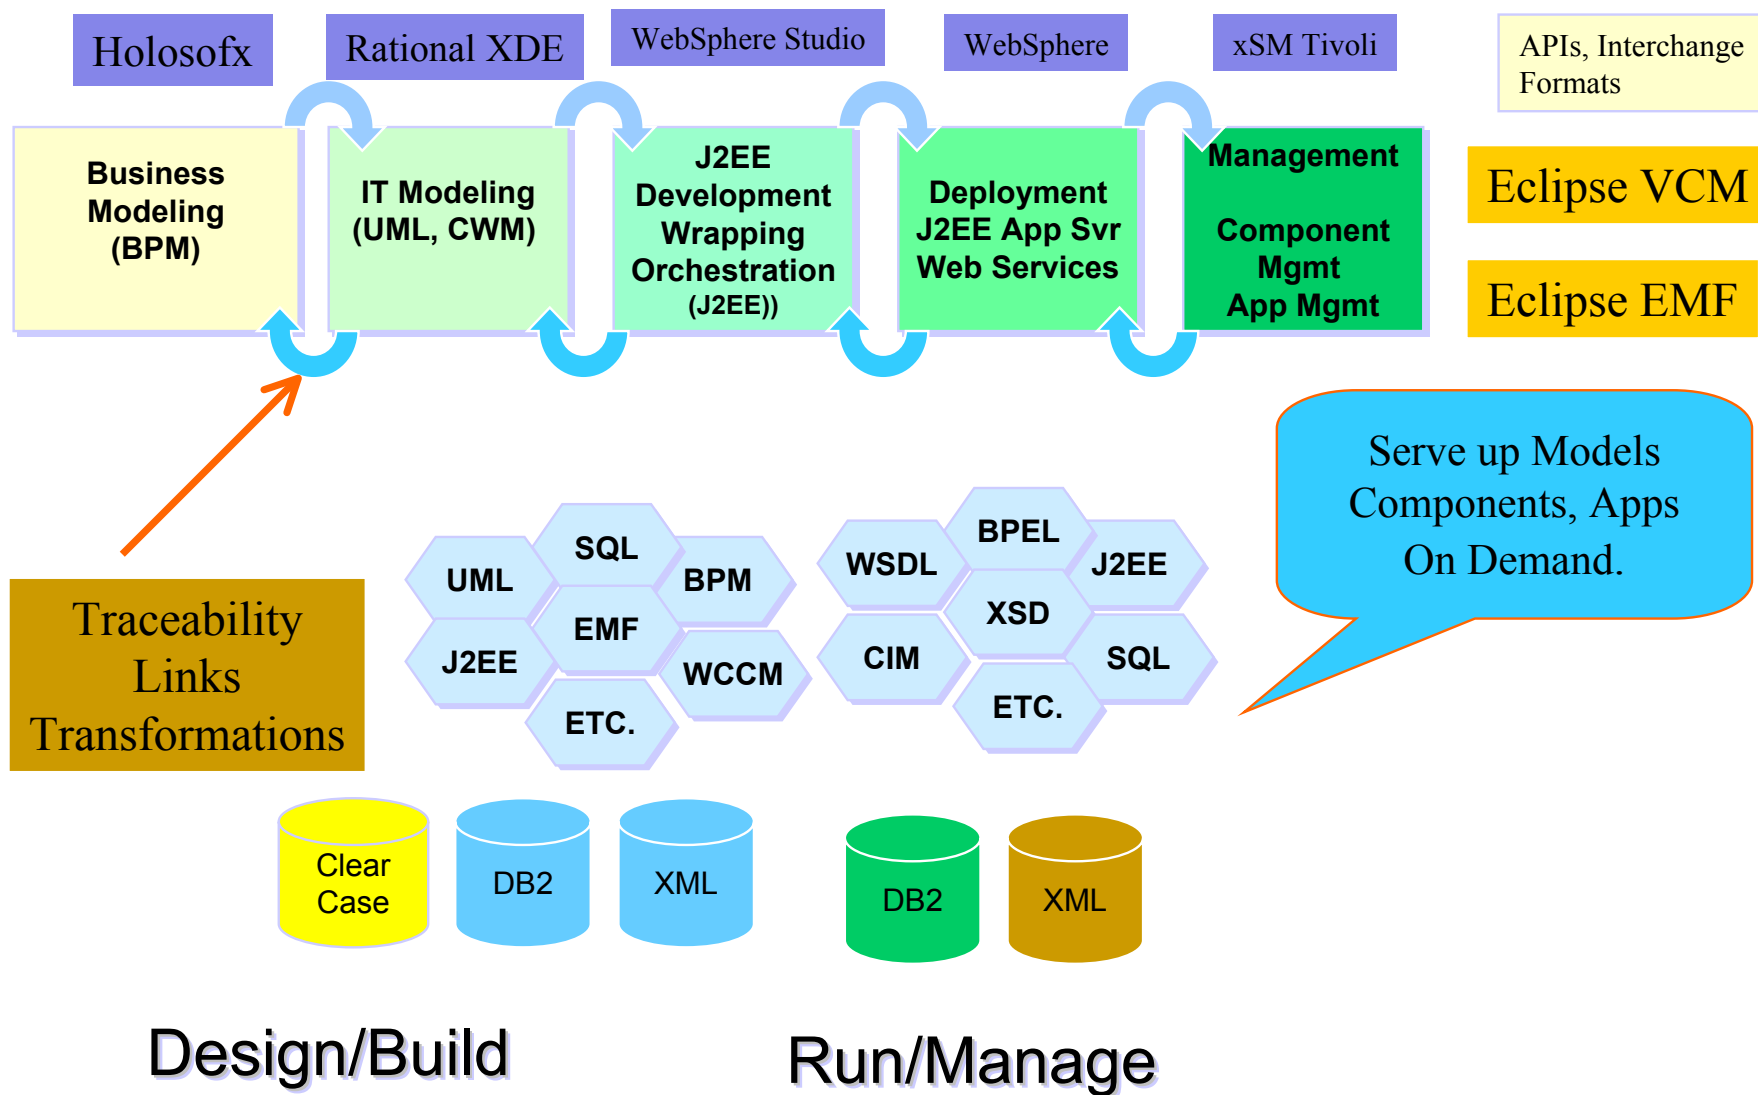 Holosofx
Rational XDE
WebSphere Studio
WebSphere
xSM Tivoli
APIs, Interchange
Formats
Business
Modeling
(BPM)
IT Modeling
(UML, CWM)
J2EE
Development
Wrapping
Orchestration
(J2EE))
Deployment
J2EE App Svr
Web Services
Management
Component
Mgmt
App Mgmt
Eclipse VCM
Eclipse EMF
Serve up Models
Components, Apps
On Demand.
Traceability
Links
Transformations
UML
SQL
BPM
EMF
J2EE
WCCM
ETC.
WSDL
BPEL
J2EE
XSD
CIM
SQL
ETC.
Clear
Case
DB2
XML
DB2
XML
Design/Build
Run/Manage